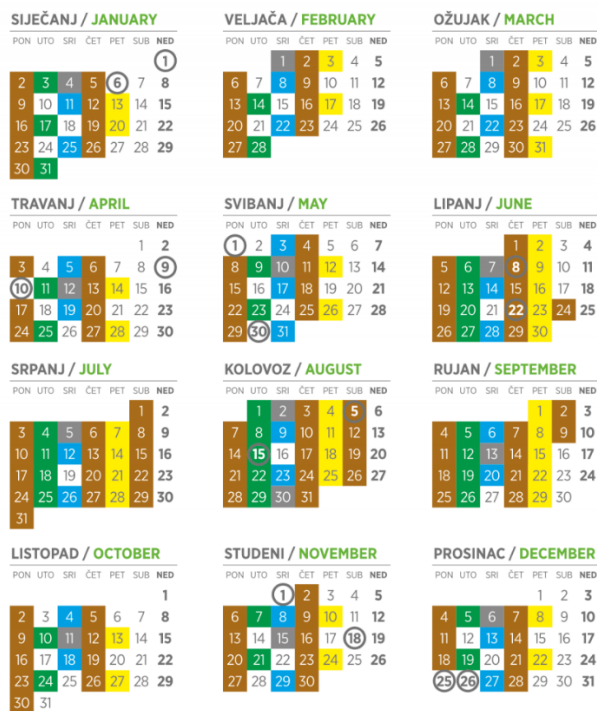 SIJEČANJ / JANUARY
PON UTO SRI ČET PET SUB NED
1
2 3 4 5 6 7 8
9 10 11 12 13 14 15
16 17 18 19 20 21 22
23 24 25 26 27 28 29
30 31
VELJAČA / FEBRUARY
PON UTO SRI ČET PET SUB NED
1 2 3 4 5
6 7 8 9 10 11 12
13 14 15 16 17 18 19
20 21 22 23 24 25 26
27 28
OŽUJAK / MARCH
PON UTO SRI ČET PET SUB NED
1 2 3 4 5
6 7 8 9 10 11 12
13 14 15 16 17 18 19
20 21 22 23 24 25 26
27 28 29 30 31
TRAVANJ / APRIL
PON UTO SRI ČET PET SUB NED
1 2
3 4 5 6 7 8 9
10 11 12 13 14 15 16
17 18 19 20 21 22 23
24 25 26 27 28 29 30
SVIBANJ / MAY
PON UTO SRI ČET PET SUB NED
1 2 3 4 5 6 7
8 9 10 11 12 13 14
15 16 17 18 19 20 21
22 23 24 25 26 27 28
29 30 31
LIPANJ / JUNE
PON UTO SRI ČET PET SUB NED
1 2 3 4
5 6 7 8 9 10 11
12 13 14 15 16 17 18
19 20 21 22 23 24 25
26 27 28 29 30
SRPANJ / JULY
PON UTO SRI ČET PET SUB NED
1 2
3 4 5 6 7 8 9
10 11 12 13 14 15 16
17 18 19 20 21 22 23
24 25 26 27 28 29 30
31
KOLOVOZ / AUGUST
PON UTO SRI ČET PET SUB NED
1 2 3 4 5 6
7 8 9 10 11 12 13
14 15 16 17 18 19 20
21 22 23 24 25 26 27
28 29 30 31
RUJAN / SEPTEMBER
PON UTO SRI ČET PET SUB NED
1 2 3
4 5 6 7 8 9 10
11 12 13 14 15 16 17
18 19 20 21 22 23 24
25 26 27 28 29 30
LISTOPAD / OCTOBER
PON UTO SRI ČET PET SUB NED
1
2 3 4 5 6 7 8
9 10 11 12 13 14 15
16 17 18 19 20 21 22
23 24 25 26 27 28 29
30 31
STUDENI / NOVEMBER
PON UTO SRI ČET PET SUB NED
1 2 3 4 5
6 7 8 9 10 11 12
13 14 15 16 17 18 19
20 21 22 23 24 25 26
27 28 29 30
PROSINAC / DECEMBER
PON UTO SRI ČET PET SUB NED
1 2 3
4 5 6 7 8 9 10
11 12 13 14 15 16 17
18 19 20 21 22 23 24
25 26 27 28 29 30 31